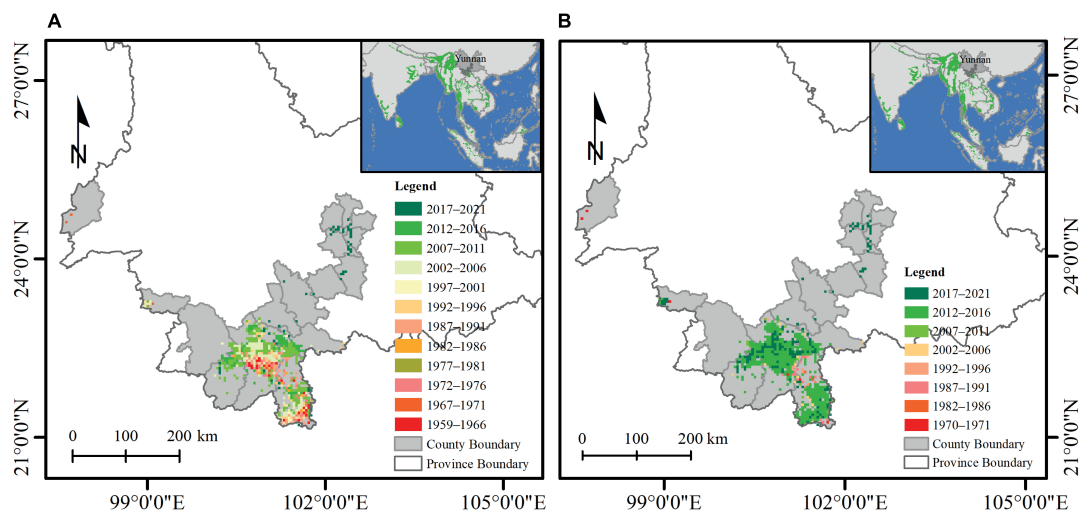 A
27°0'0"N
24°0'0"N
21°0'0"N
N
Yunnan
Legend
2017–2021
2012–2016
2007–2011
2002–2006
1997–2001
1992–1996
1987–1991
1982–1986
1977–1981
1972–1976
1967–1971
1959–1966
County Boundary
Province Boundary
0 100 200 km
99°0'0"E 102°0'0"E 105°0'0"E
B
N
Yunnan
Legend
2017–2021
2012–2016
2007–2011
2002–2006
1992–1996
1987–1991
1982–1986
1970–1971
County Boundary
Province Boundary
0 100 200 km
27°0'0"N
24°0'0"N
21°0'0"N
99°0'0"E 102°0'0"E 105°0'0"E